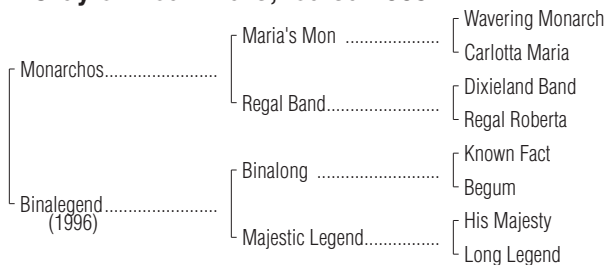 Wavering Monarch
Maria's Mon ....................
Carlotta Maria
Monarchos........................
Dixieland Band
Regal Band........................
Regal Roberta
Known Fact
Binalong ........................
Begum
Binalegend........................
(1996)
His Majesty
Majestic Legend................
Long Legend